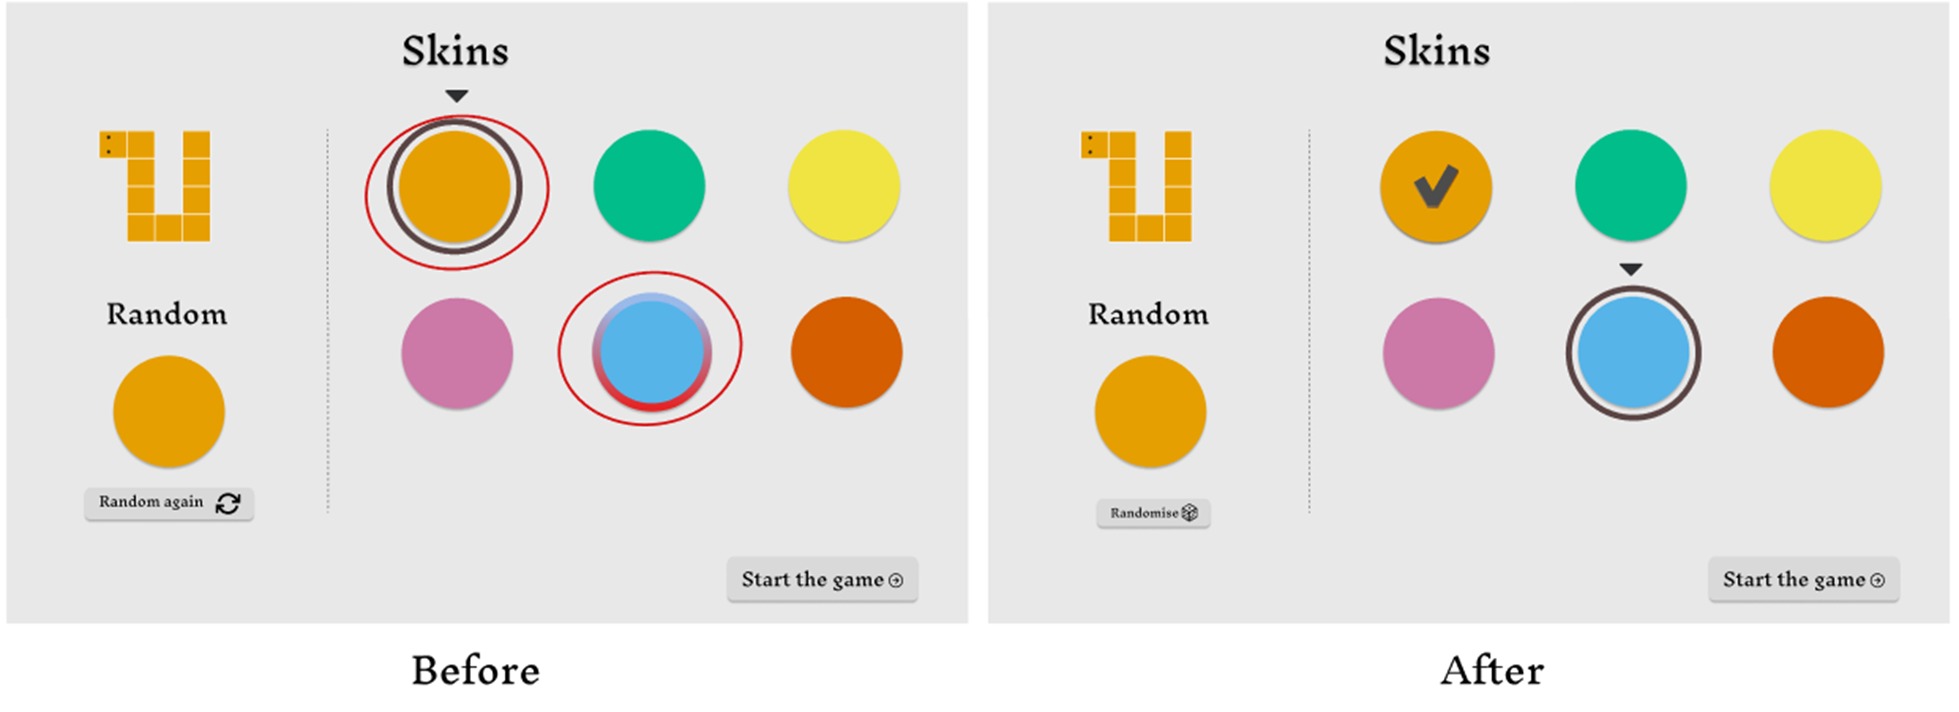 Skins
Random
Random again
Start the game
Before
Skins
Random
Randomise
Start the game
After